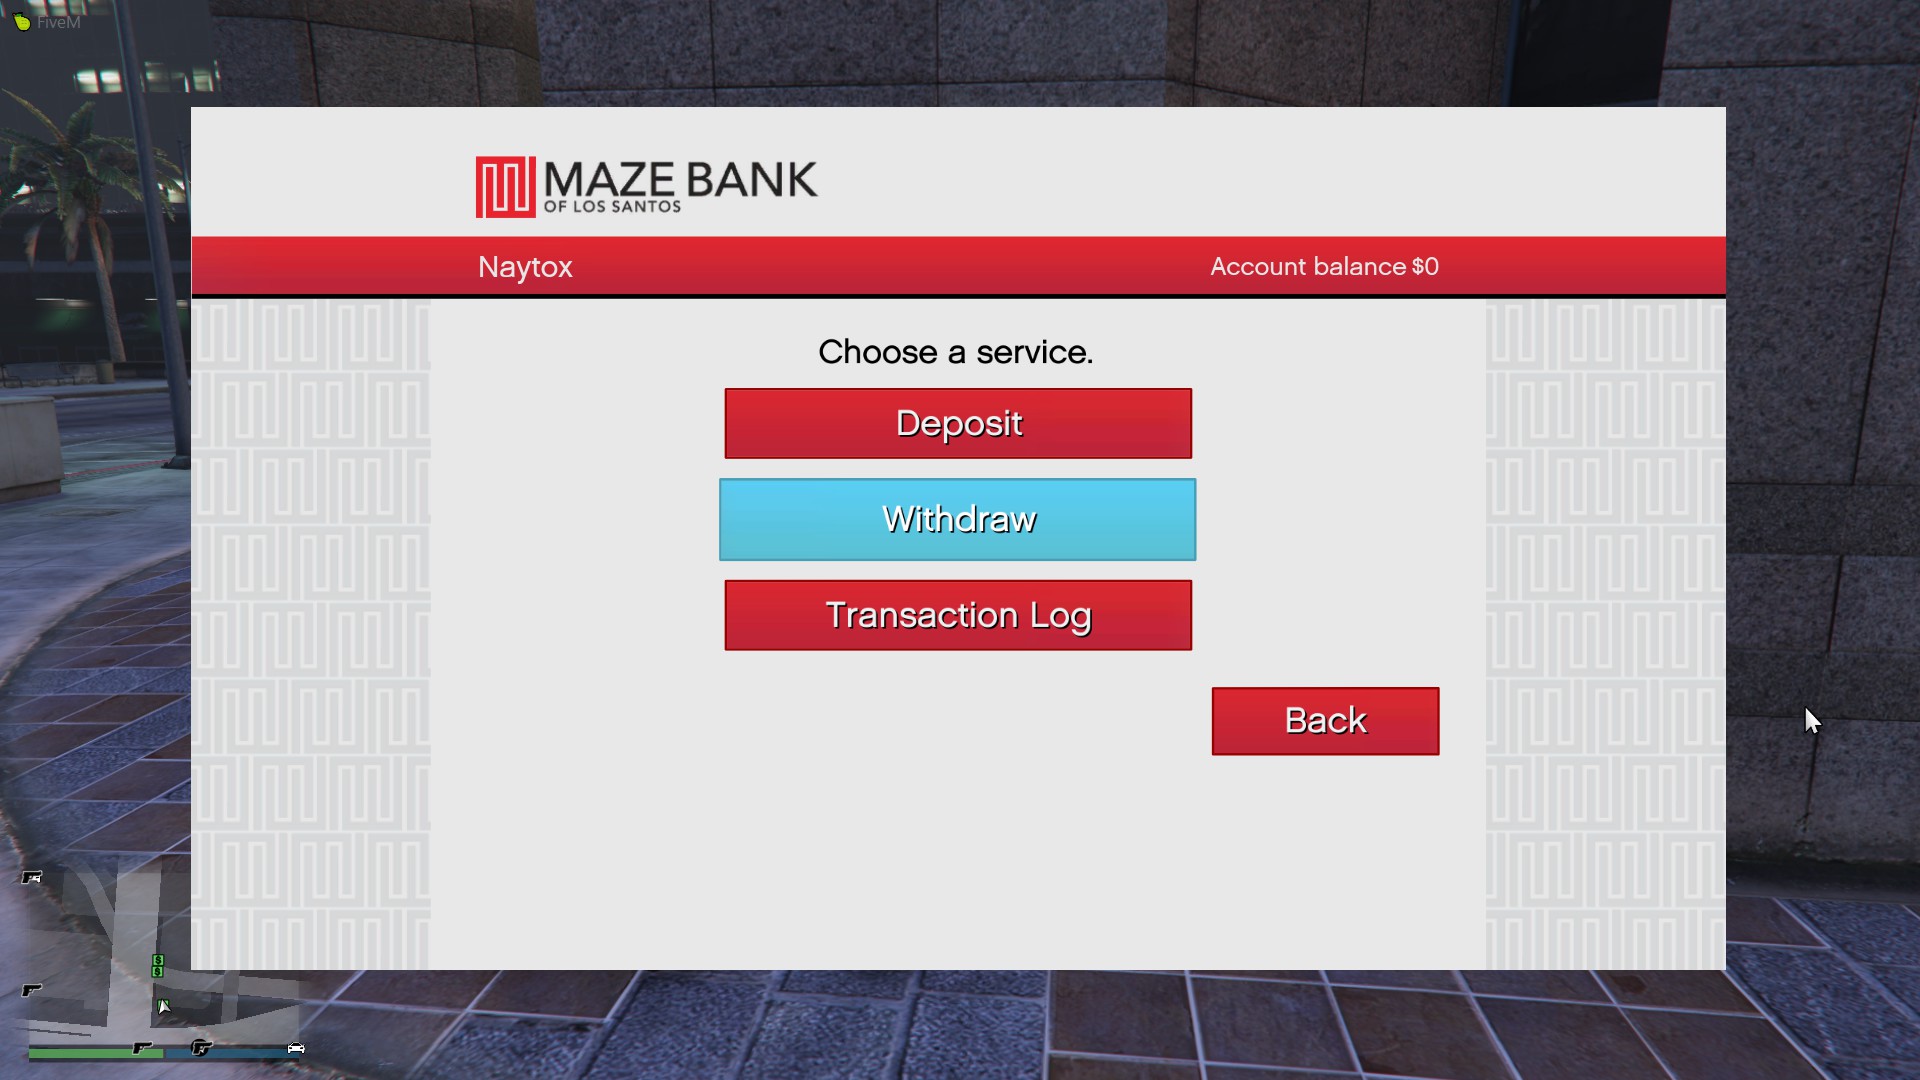 FiveM
MAZE BANK
OF LOS SANTOS
Naytox
Account balance $0
Choose a service.
Deposit
Withdraw
Transaction Log
Back
$
$